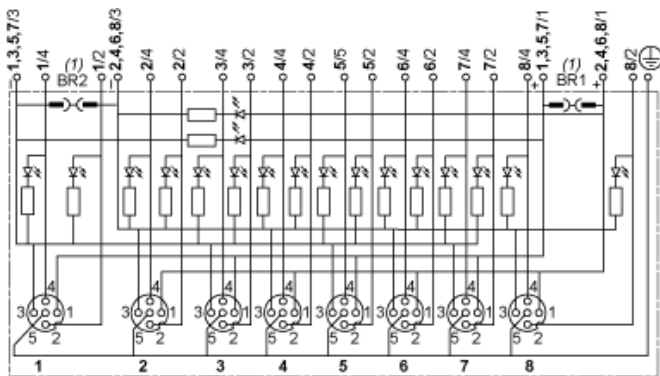 1,3,5,7/3 1/4 1/2 2,4,6,8/3 2/4 2/2 3/4 3/2 4/4 4/2 5/5 5/2 6/4 6/2 7/4 7/2 8/4 1,3,5,7/1 2,4,6,8/1 8/2
(1) (1)
− BR2 − + BR1 +
4 4 4 4 4 4 4 4
3 1 3 1 3 1 3 1 3 1 3 1 3 1 3 1
5 2 5 2 5 2 5 2 5 2 5 2 5 2 5 2
1 2 3 4 5 6 7 8